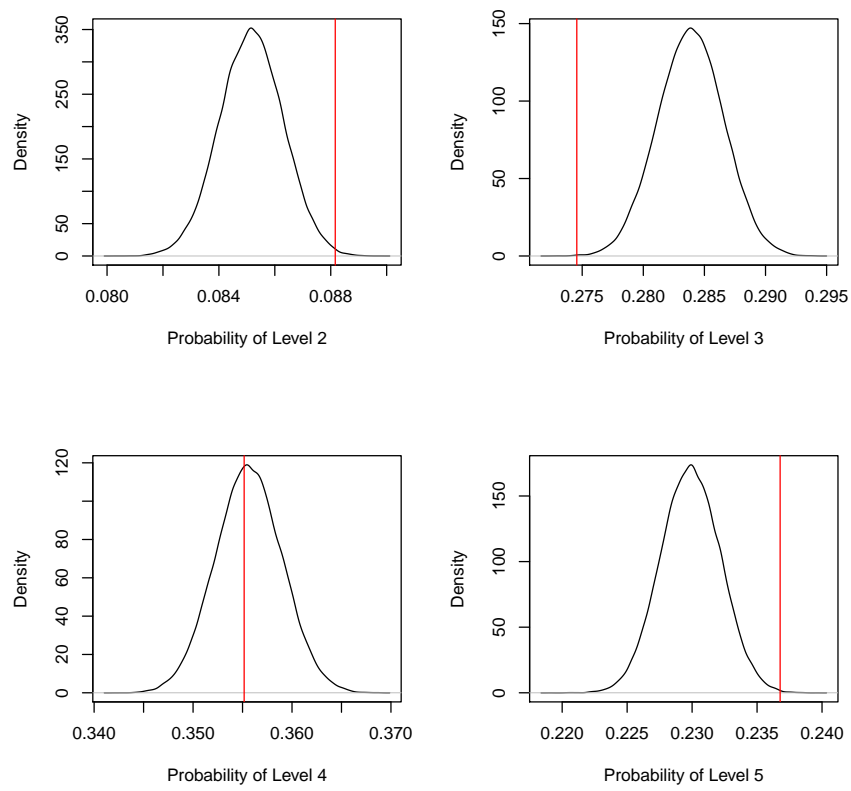 350
250
150
50
0
Density
0.080 0.084 0.088
Probability of Level 2
150
100
50
0
Density
0.275 0.280 0.285 0.290 0.295
Probability of Level 3
120
80
60
40
20
0
Density
0.340 0.350 0.360 0.370
Probability of Level 4
150
100
50
0
Density
0.220 0.225 0.230 0.235 0.240
Probability of Level 5